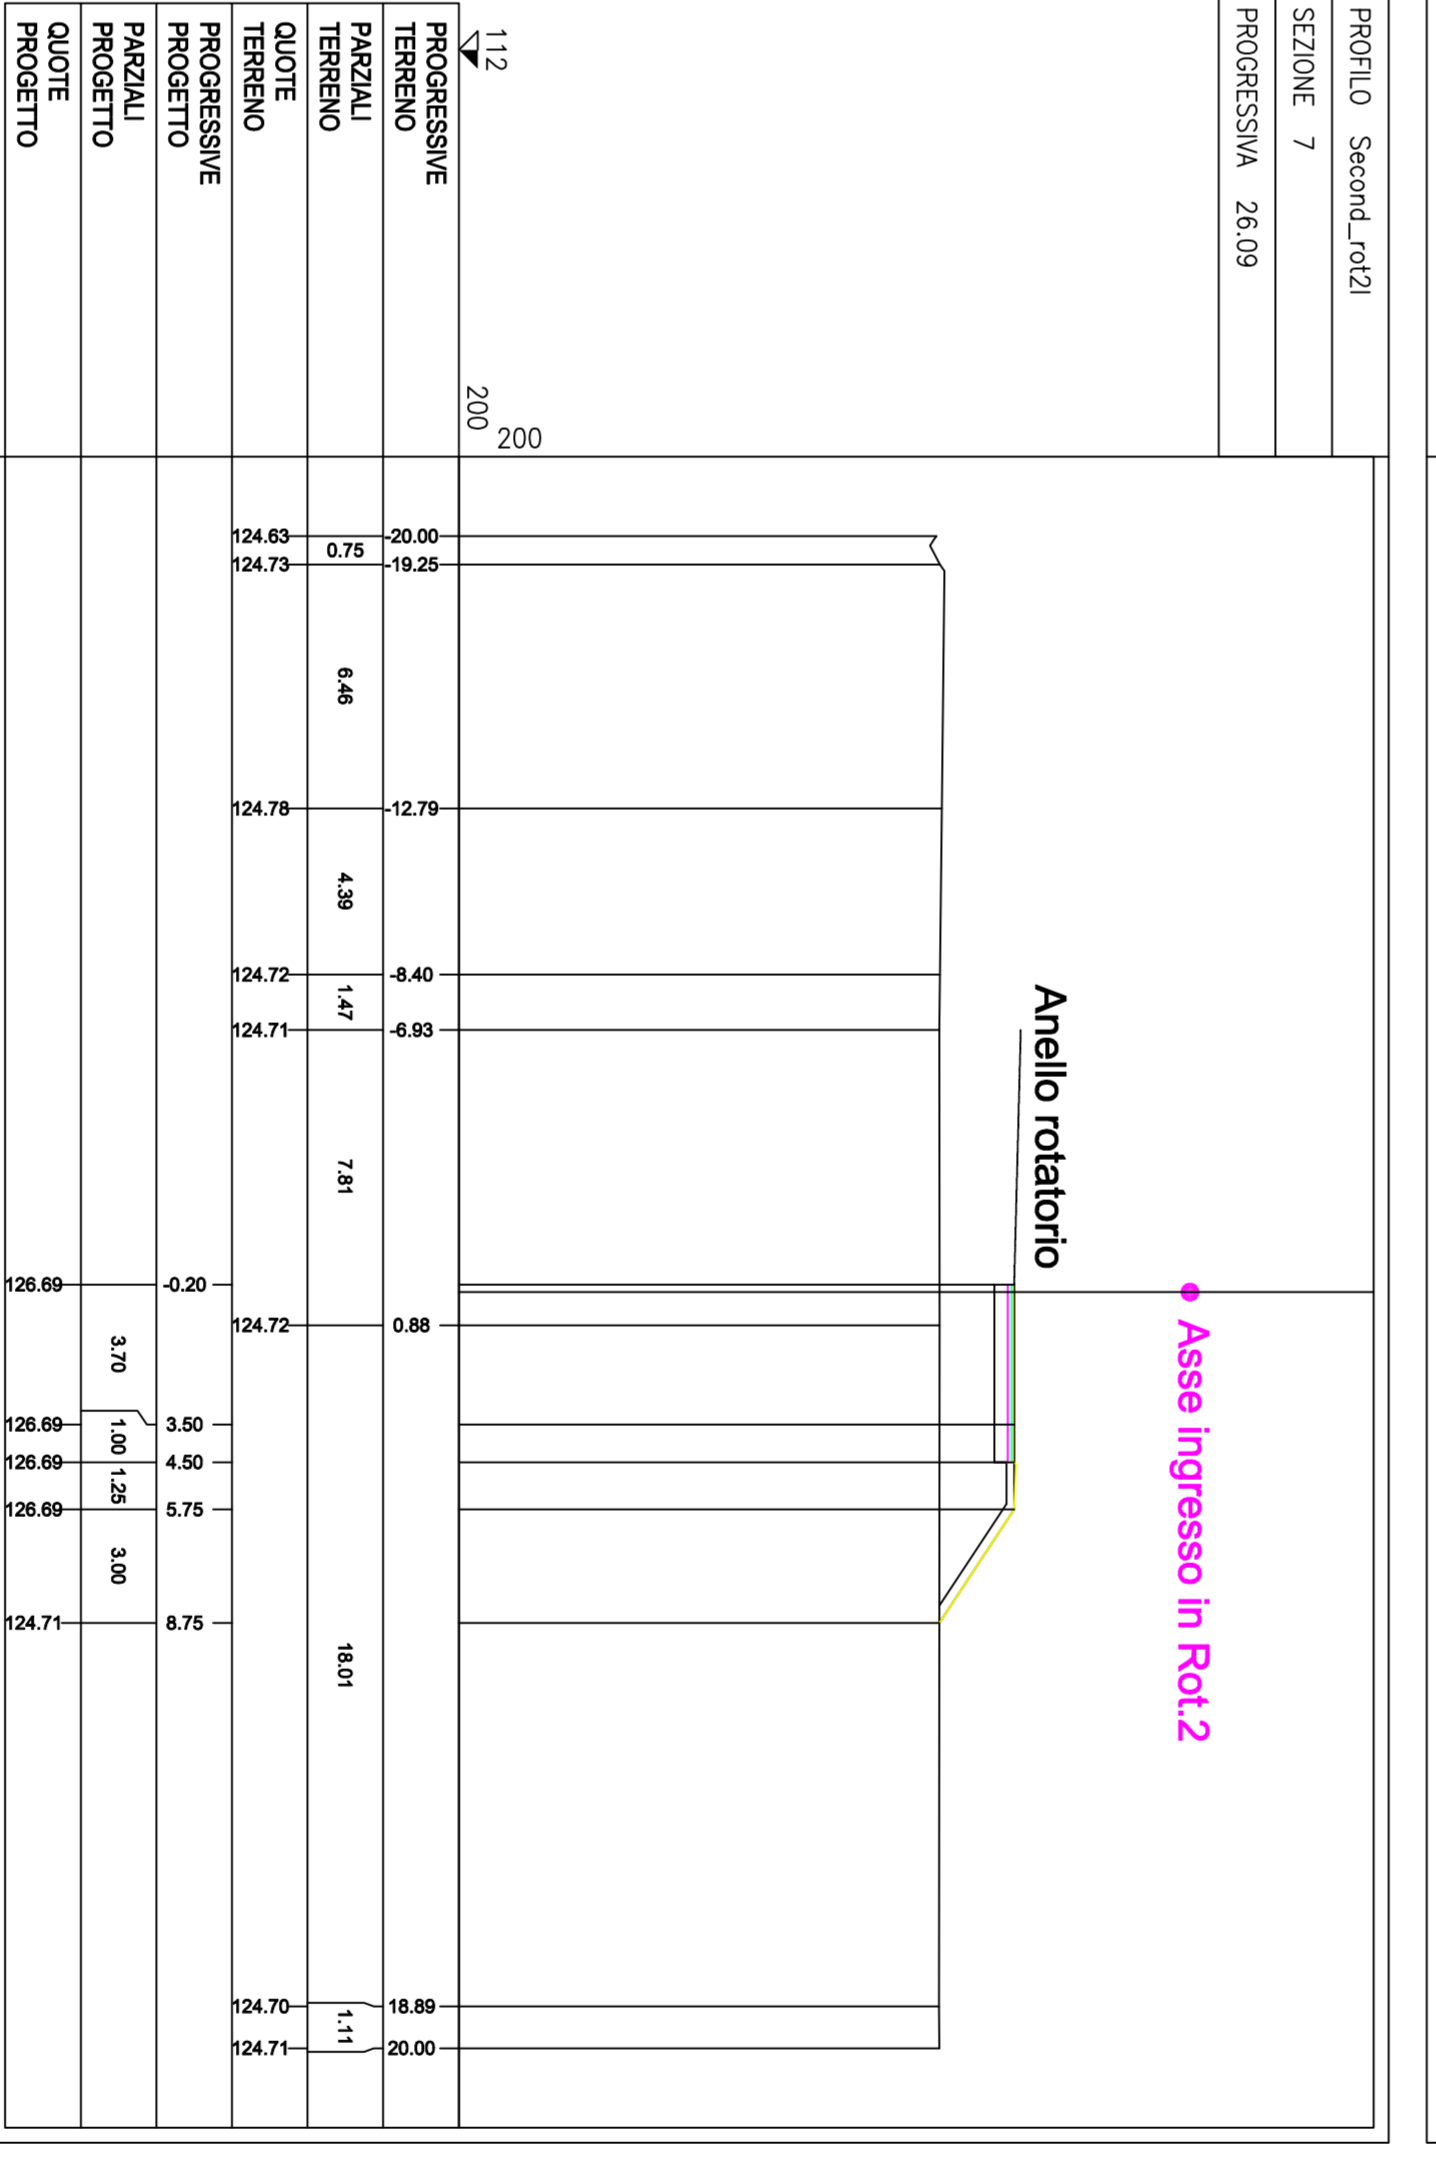 PROFILO Second_rot2I
SEZIONE 7
PROGRESSIVA 26.09
Asse ingresso in Rot.2
Anello rotatorio
200
200
112
PROGRESSIVE
TERRENO
-20.00 -19.25 -12.79 -8.40 -6.93 0.88 18.89 20.00
PARZIALI
TERRENO
0.75 6.46 4.39 1.47 7.81 18.01 1.11
QUOTE
TERRENO
124.63 124.73 124.78 124.72 124.71 124.72 124.70 124.71
PROGRESSIVE
PROGETTO
-0.20 3.50 4.50 5.75 8.75
PARZIALI
PROGETTO
3.70 1.00 1.25 3.00
QUOTE
PROGETTO
126.69 126.69 126.69 126.69 124.71